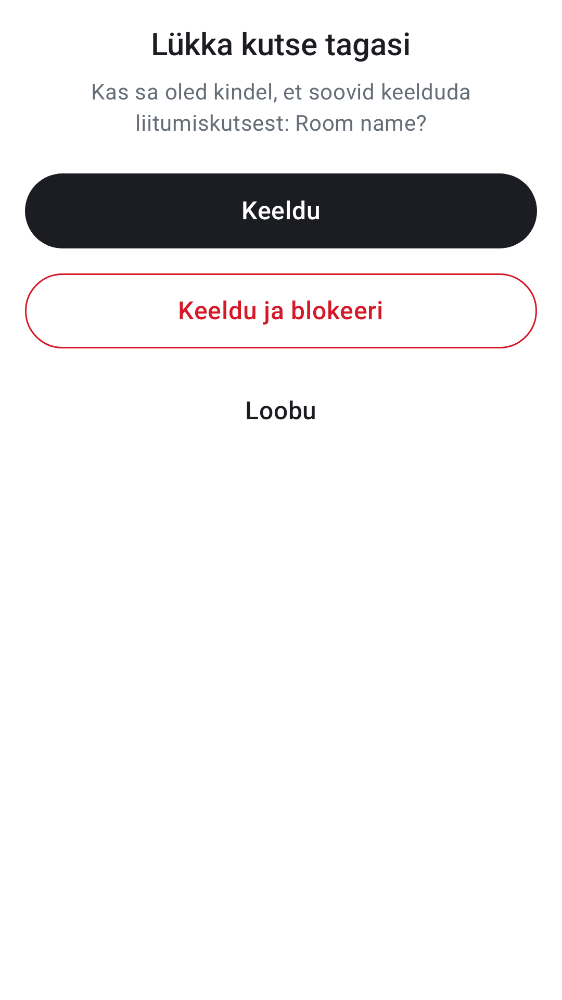 Lükka kutse tagasi
Kas sa oled kindel, et soovid keelduda
liitumiskutsest: Room name?
Keeldu
Keeldu ja blokeeri
Loobu